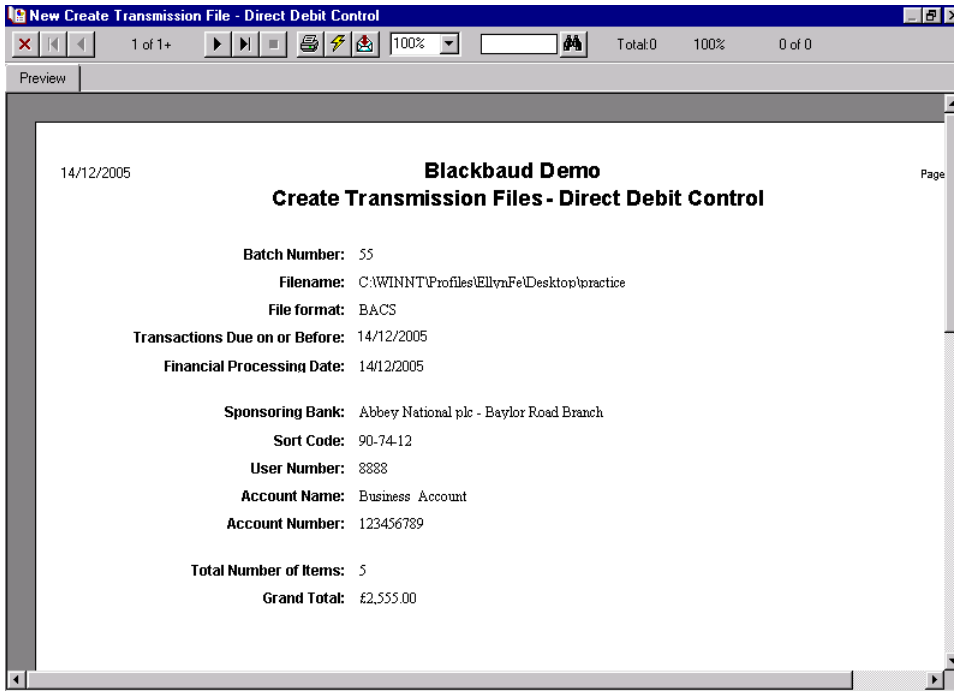 New Create Transmission File - Direct Debit Control
1 of 1+ 100% Total:0 100% 0 of 0
Preview
14/12/2005 Blackbaud Demo Page
Create Transmission Files - Direct Debit Control
Batch Number: 55
Filename: C:\WINNT\Profiles\EllynFe\Desktop\practice
File format: BACS
Transactions Due on or Before: 14/12/2005
Financial Processing Date: 14/12/2005
Sponsoring Bank: Abbey National plc - Baylor Road Branch
Sort Code: 90-74-12
User Number: 8888
Account Name: Business Account
Account Number: 123456789
Total Number of Items: 5
Grand Total: £2,555.00